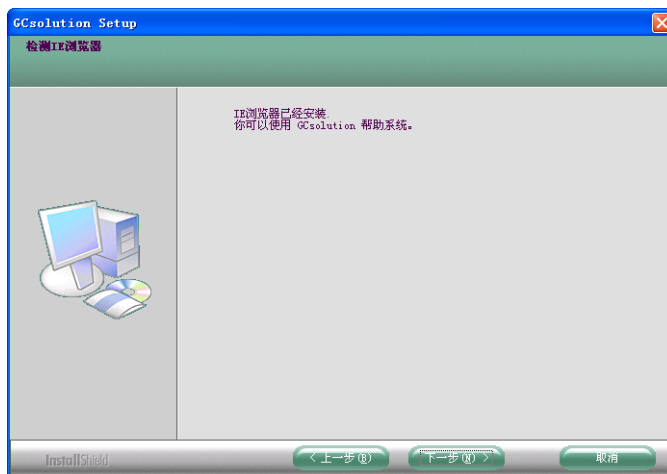 GCsolution Setup
检测IE浏览器
IE浏览器已经安装.
你可以使用 GCsolution 帮助系统。
InstallShield
< 上一步(B)
下一步(N) >
取消